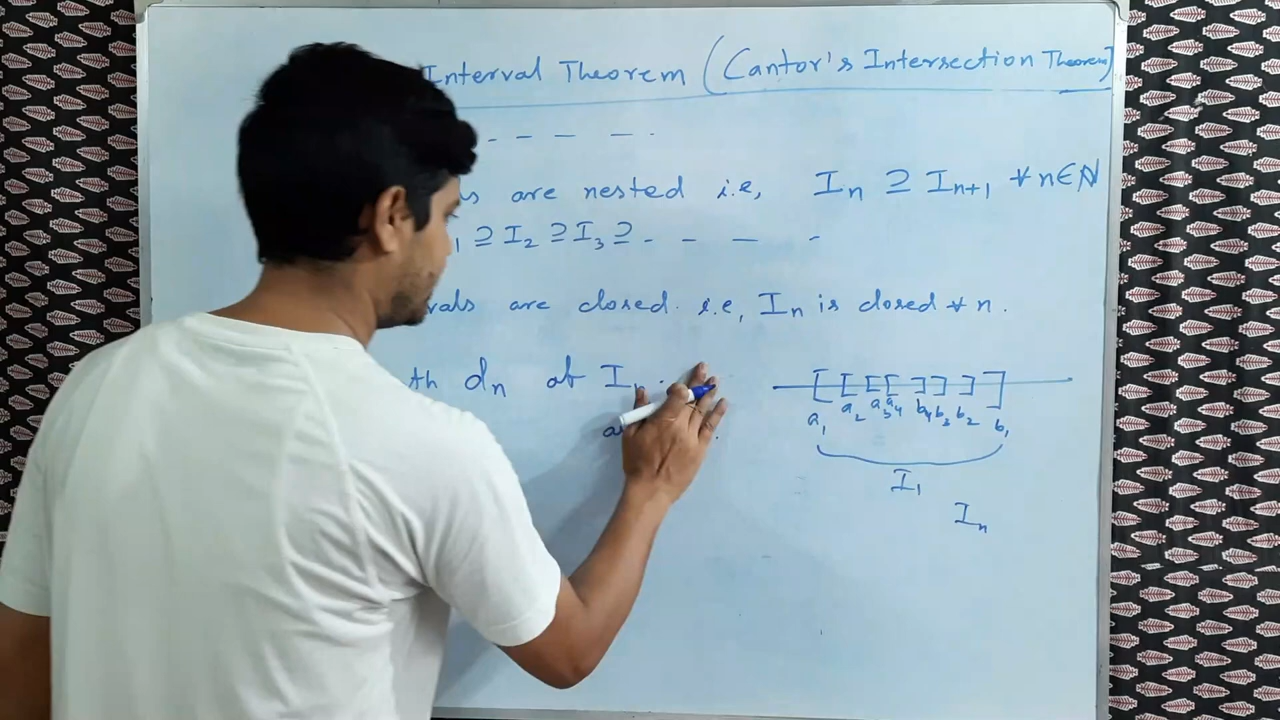 Interval Theorem (Cantor's Intersection Theorem)
- - - -.
s are nested i.e, Iₙ ⊇ Iₙ₊₁ ∀ n∈ℕ
₁ ⊇ I₂ ⊇ I₃ ⊇ - - - -
vals are closed. i.e, Iₙ is closed ∀ n.
th dₙ of Iₙ.
a₁ a₂ a₃ a₄ b₄ b₃ b₂ b₁
I₁
Iₙ